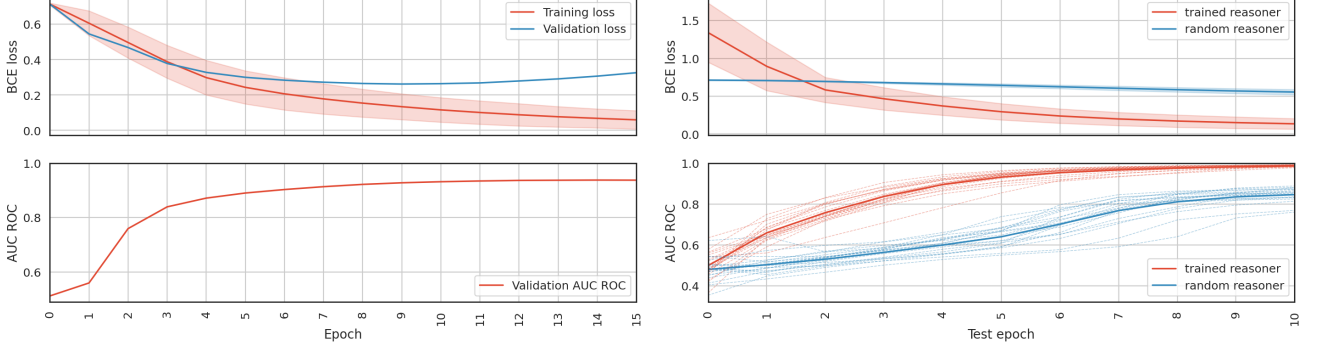 BCE loss
0.6
0.4
0.2
0.0
Training loss
Validation loss
BCE loss
1.5
1.0
0.5
0.0
trained reasoner
random reasoner
AUC ROC
1.0
0.8
0.6
Validation AUC ROC
0 1 2 3 4 5 6 7 8 9 10 11 12 13 14 15
Epoch
AUC ROC
1.0
0.8
0.6
0.4
trained reasoner
random reasoner
0 1 2 3 4 5 6 7 8 9 10
Test epoch